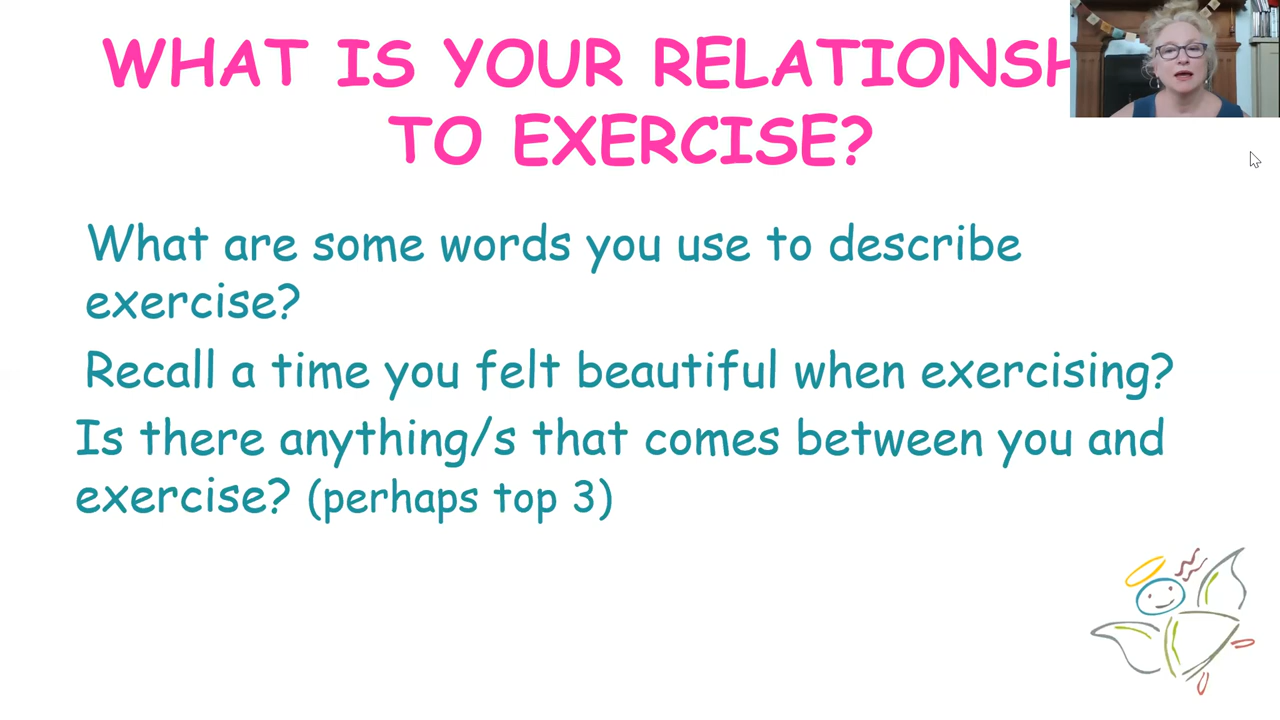 WHAT IS YOUR RELATIONSH
TO EXERCISE?
What are some words you use to describe
exercise?
Recall a time you felt beautiful when exercising?
Is there anything/s that comes between you and
exercise? (perhaps top 3)